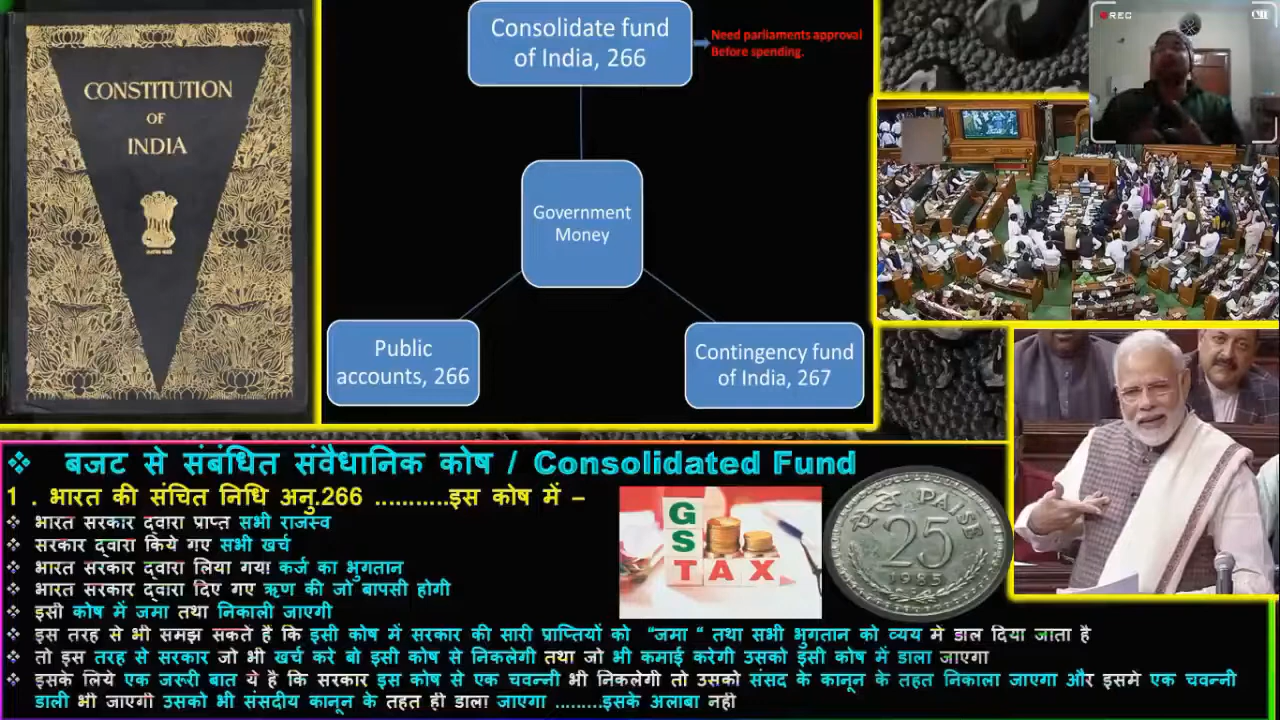 CONSTITUTION
OF
INDIA
Consolidate fund
of India, 266
Need parliaments approval
Before spending.
Government
Money
Public
accounts, 266
Contingency fund
of India, 267
REC
❖ बजट से संबंधित संवैधानिक कोष / Consolidated Fund
1 . भारत की संचित निधि अनु.266 ...........इस कोष में –
❖ भारत सरकार द्वारा प्राप्त सभी राजस्व
❖ सरकार द्वारा किये गए सभी खर्च
❖ भारत सरकार द्वारा लिया गया कर्ज का भुगतान
❖ भारत सरकार द्वारा दिए गए ऋण की जो बापसी होगी
❖ इसी कोष में जमा तथा निकाली जाएगी
❖ इस तरह से भी समझ सकते है कि इसी कोष में सरकार की सारी प्राप्तियों को "जमा " तथा सभी भुगतान को व्यय में डाल दिया जाता है
❖ तो इस तरह से सरकार जो भी खर्च करे बो इसी कोष से निकलेगी तथा जो भी कमाई करेगी उसको इसी कोष में डाला जाएगा
❖ इसके लिये एक जरूरी बात ये है कि सरकार इस कोष से एक चवन्नी भी निकलेगी तो उसको संसद के कानून के तहत निकाला जाएगा और इसमे एक चवन्नी
डाली भी जाएगी उसको भी संसदीय कानून के तहत ही डाला जाएगा .........इसके अलाबा नही
G
S
TAX
पैसे PAISE
25
1985